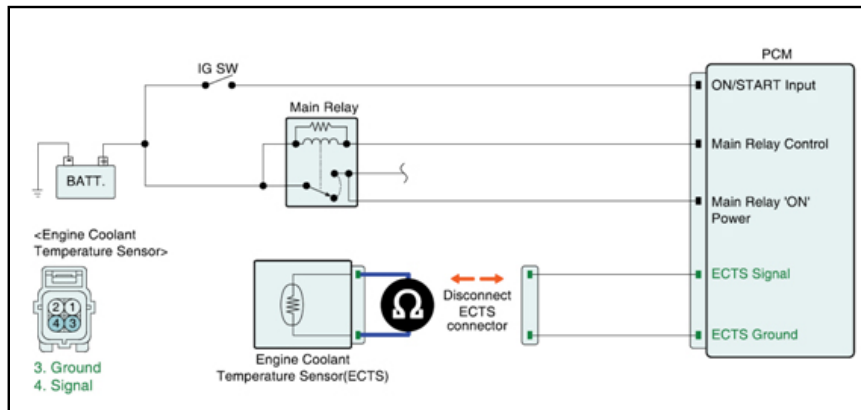 PCM
IG SW
ON/START Input
Main Relay
Main Relay Control
BATT.
Main Relay 'ON'
Power
<Engine Coolant
Temperature Sensor>
2 1
4 3
3. Ground
4. Signal
Ω
Disconnect
ECTS
connector
ECTS Signal
ECTS Ground
Engine Coolant
Temperature Sensor(ECTS)